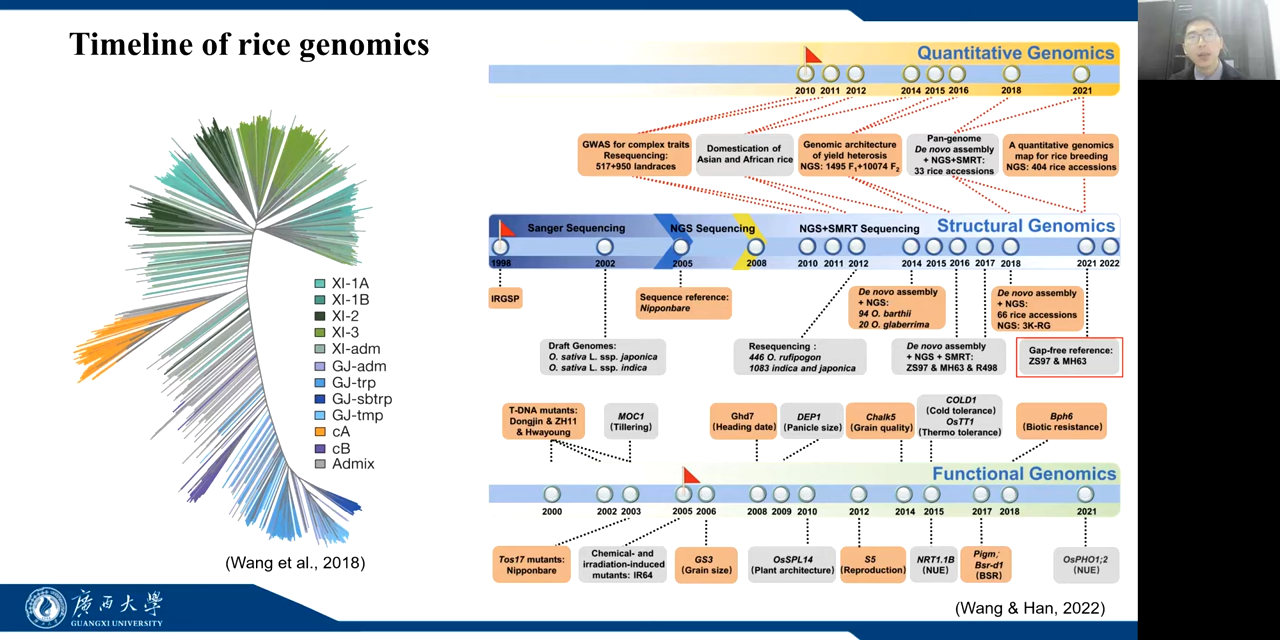 Timeline of rice genomics
XI-1A
XI-1B
XI-2
XI-3
XI-adm
GJ-adm
GJ-trp
GJ-sbtrp
GJ-tmp
cA
cB
Admix
(Wang et al., 2018)
Quantitative Genomics
2010 2011 2012 2014 2015 2016 2018 2021
GWAS for complex traits
Resequencing:
517+950 landraces
Domestication of
Asian and African rice
Genomic architecture
of yield heterosis
NGS: 1495 F₁+10074 F₂
Pan-genome
De novo assembly
+ NGS+SMRT:
33 rice accessions
A quantitative genomics
map for rice breeding
NGS: 404 rice accessions
Sanger Sequencing
NGS Sequencing
NGS+SMRT Sequencing
Structural Genomics
1998 2002 2005 2008 2010 2011 2012 2014 2015 2016 2017 2018 2021 2022
IRGSP
Sequence reference:
Nipponbare
De novo assembly
+ NGS:
94 O. barthii
20 O. glaberrima
De novo assembly
+ NGS:
66 rice accessions
NGS: 3K-RG
Draft Genomes:
O. sativa L. ssp. japonica
O. sativa L. ssp. indica
Resequencing :
446 O. rufipogon
1083 indica and japonica
De novo assembly
+ NGS + SMRT:
ZS97 & MH63 & R498
Gap-free reference:
ZS97 & MH63
T-DNA mutants:
Dongjin & ZH11
& Hwayoung
MOC1
(Tillering)
Ghd7
(Heading date)
DEP1
(Panicle size)
Chalk5
(Grain quality)
COLD1
(Cold tolerance)
OsTT1
(Thermo tolerance)
Bph6
(Biotic resistance)
Functional Genomics
2000 2002 2003 2005 2006 2008 2009 2010 2012 2014 2015 2017 2018 2021
Tos17 mutants:
Nipponbare
Chemical- and
irradiation-induced
mutants: IR64
GS3
(Grain size)
OsSPL14
(Plant architecture)
S5
(Reproduction)
NRT1.1B
(NUE)
Pigm;
Bsr-d1
(BSR)
OsPHO1;2
(NUE)
(Wang & Han, 2022)
廣西大學
GUANGXI UNIVERSITY